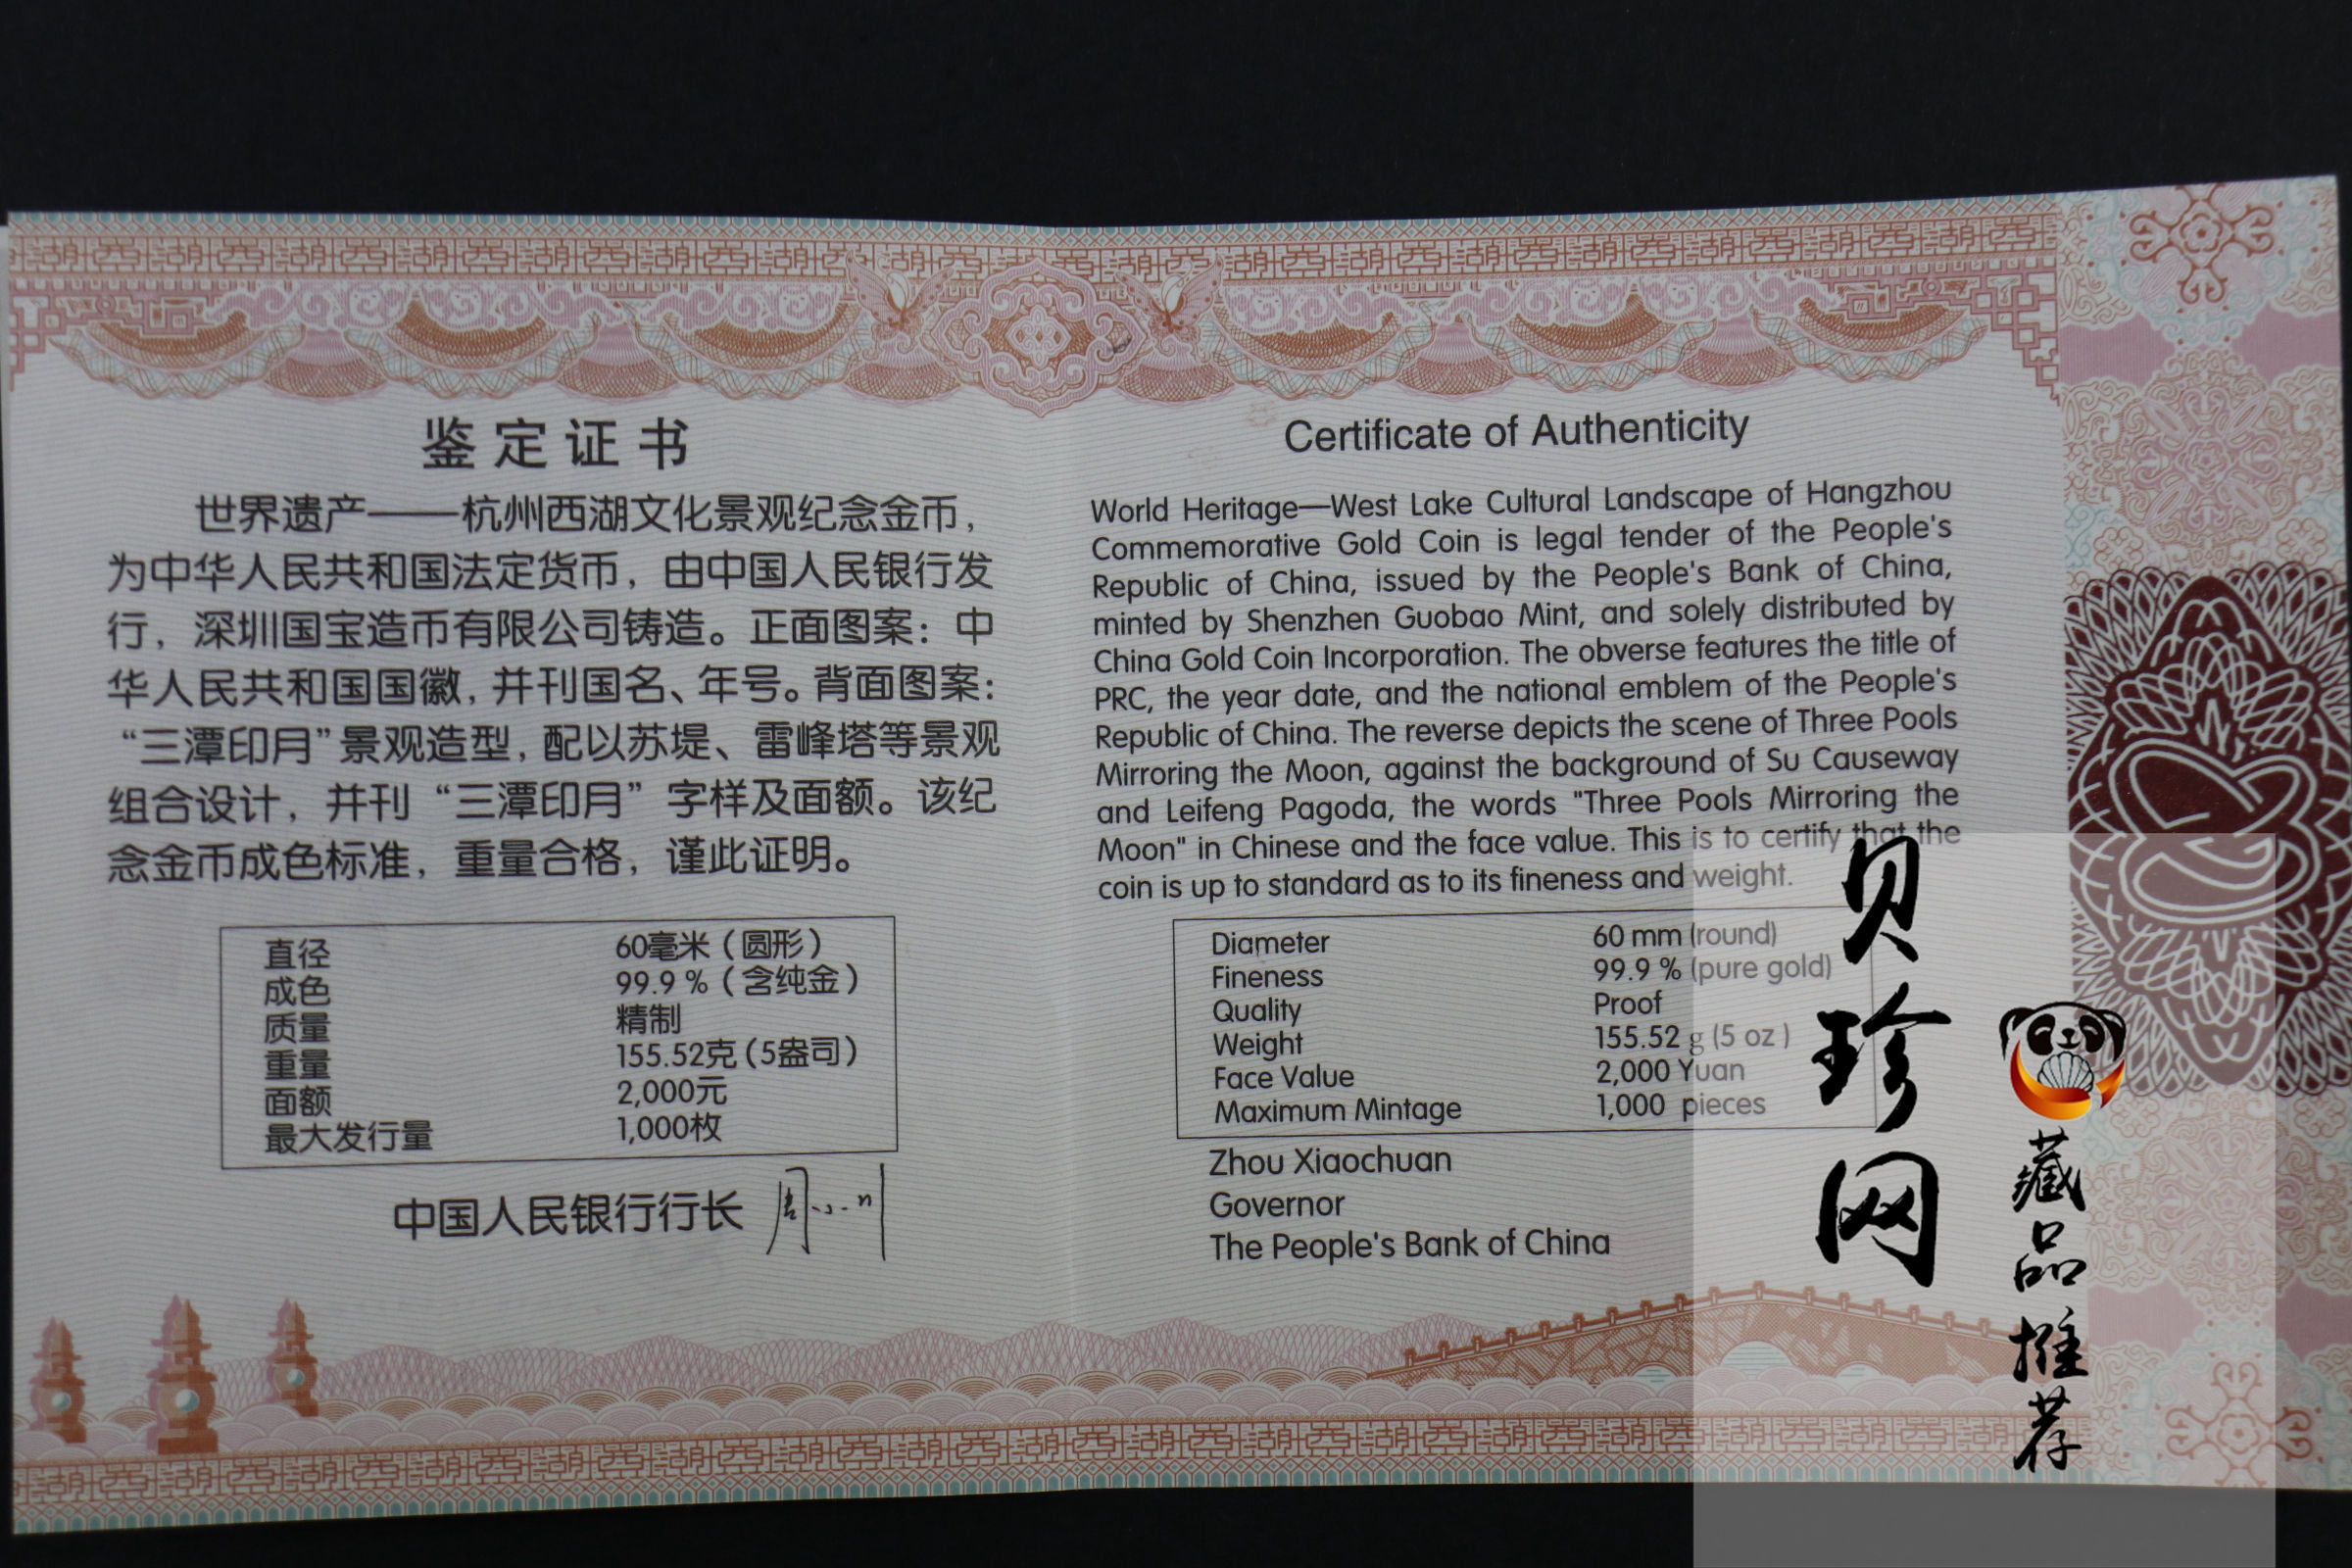 鉴定证书
世界遗产——杭州西湖文化景观纪念金币，
为中华人民共和国法定货币，由中国人民银行发
行，深圳国宝造币有限公司铸造。正面图案：中
华人民共和国国徽，并刊国名、年号。背面图案：
“三潭印月”景观造型，配以苏堤、雷峰塔等景观
组合设计，并刊“三潭印月”字样及面额。该纪
念金币成色标准，重量合格，谨此证明。
直径 60毫米（圆形）
成色 99.9%（含纯金）
质量 精制
重量 155.52克（5盎司）
面额 2,000元
最大发行量 1,000枚
中国人民银行行长 周小川
Certificate of Authenticity
World Heritage—West Lake Cultural Landscape of Hangzhou
Commemorative Gold Coin is legal tender of the People's
Republic of China, issued by the People's Bank of China,
minted by Shenzhen Guobao Mint, and solely distributed by
China Gold Coin Incorporation. The obverse features the title of
PRC, the year date, and the national emblem of the People's
Republic of China. The reverse depicts the scene of Three Pools
Mirroring the Moon, against the background of Su Causeway
and Leifeng Pagoda, the words "Three Pools Mirroring the
Moon" in Chinese and the face value. This is to certify that the
coin is up to standard as to its fineness and weight.
Diameter 60 mm (round)
Fineness 99.9 % (pure gold)
Quality Proof
Weight 155.52 g (5 oz )
Face Value 2,000 Yuan
Maximum Mintage 1,000 pieces
Zhou Xiaochuan
Governor
The People's Bank of China
贝珍网
藏品推荐